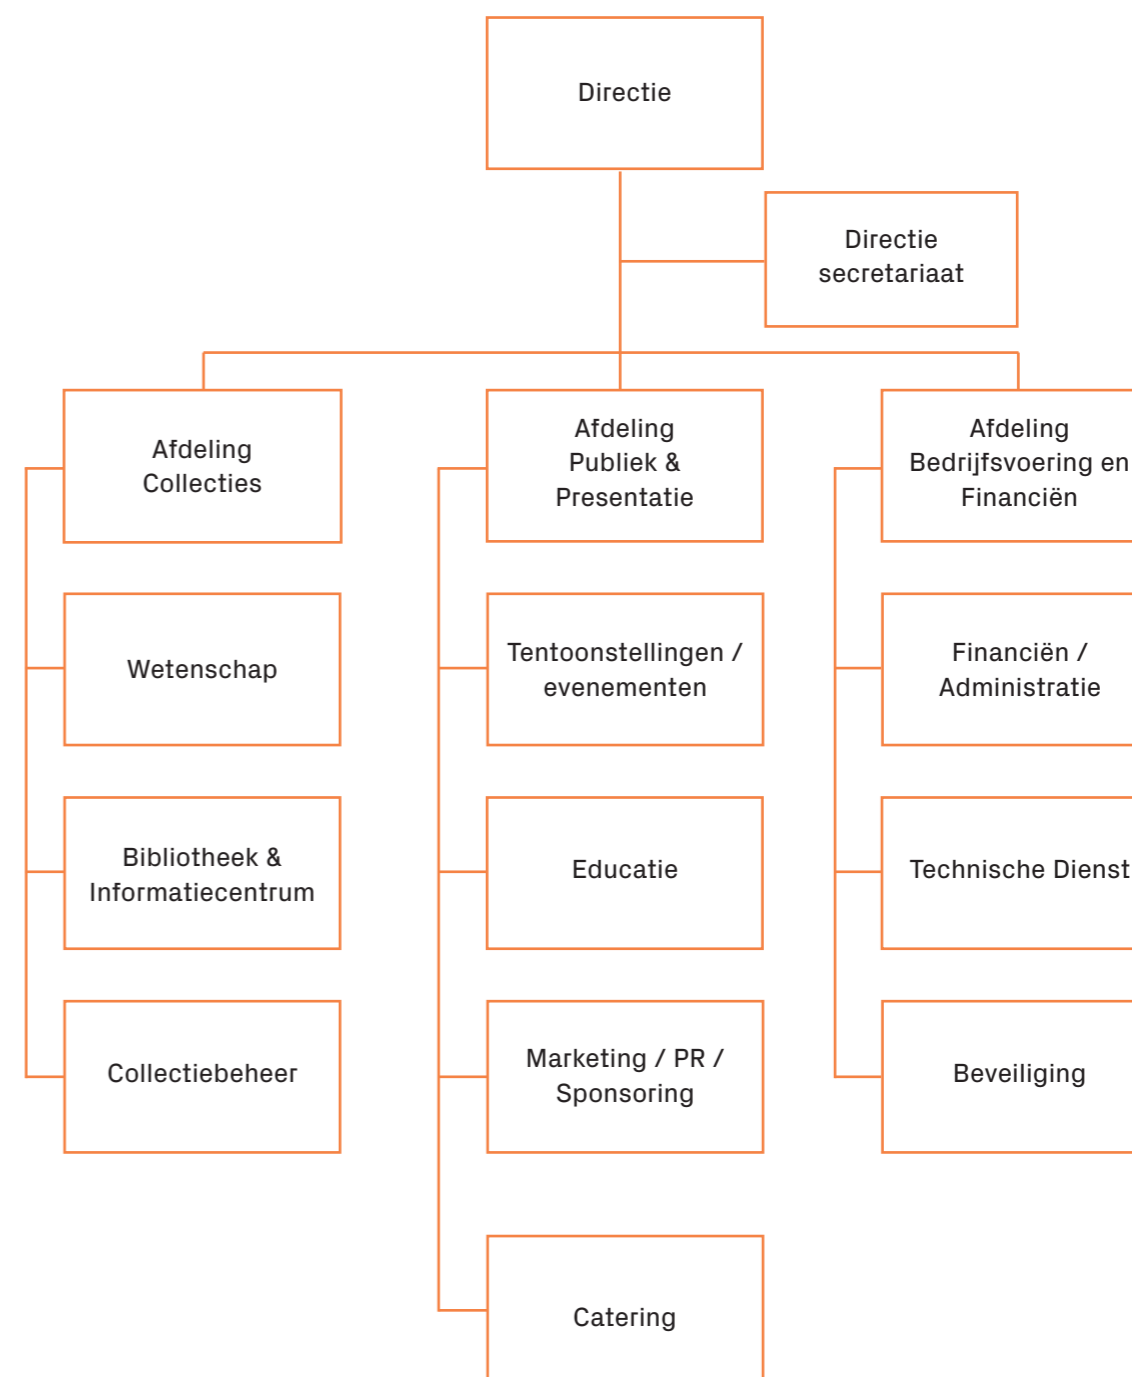 Directie
Directie
secretariaat
Afdeling
Collecties
Afdeling
Publiek &
Presentatie
Afdeling
Bedrijfsvoering en
Financiën
Wetenschap
Tentoonstellingen /
evenementen
Financiën /
Administratie
Bibliotheek &
Informatiecentrum
Educatie
Technische Dienst
Collectiebeheer
Marketing / PR /
Sponsoring
Beveiliging
Catering